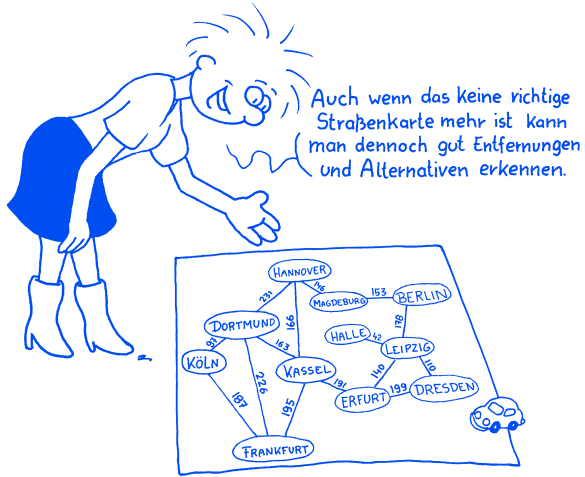 Auch wenn das keine richtige
Straßenkarte mehr ist kann
man dennoch gut Entfernungen
und Alternativen erkennen.
HANNOVER
231
146
166
MAGDEBURG
153
BERLIN
DORTMUND
178
97
163
HALLE
42
LEIPZIG
KÖLN
KASSEL
226
140
110
187
195
191
ERFURT
199
DRESDEN
FRANKFURT